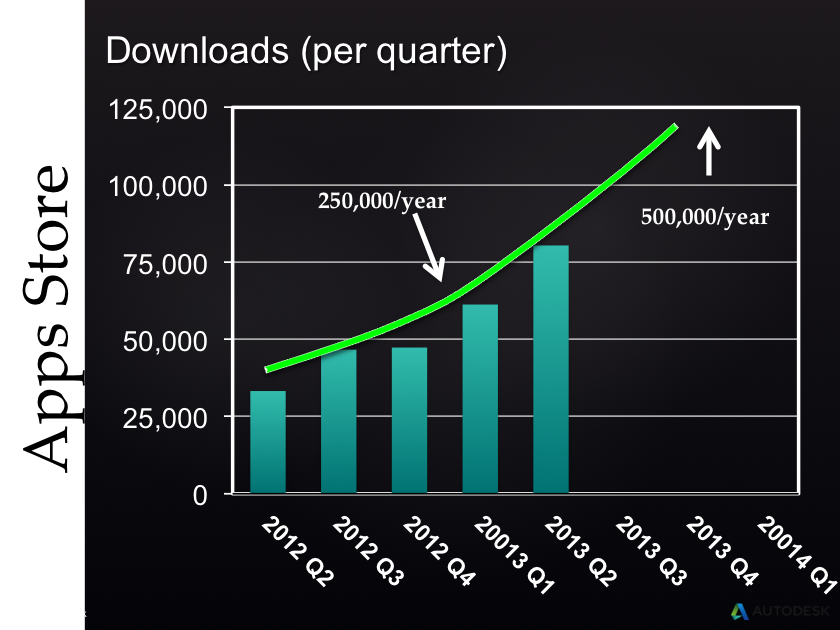 Downloads (per quarter)
Apps Store
125,000
100,000
75,000
50,000
25,000
0
250,000/year
500,000/year
2012 Q2
2012 Q3
2012 Q4
20013 Q1
2013 Q2
2013 Q3
2013 Q4
20014 Q1
AUTODESK